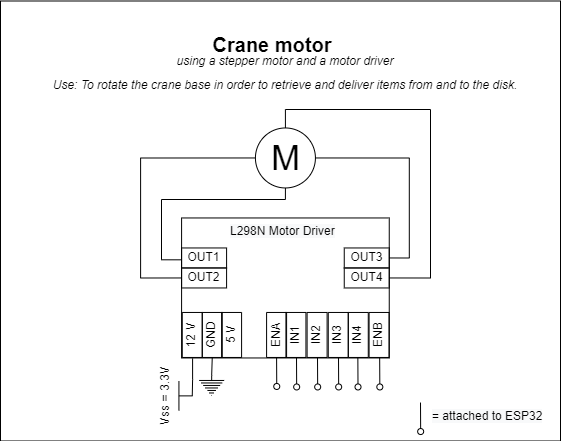 Crane motor
using a stepper motor and a motor driver
Use: To rotate the crane base in order to retrieve and deliver items from and to the disk.
M
L298N Motor Driver
OUT1
OUT3
OUT2
OUT4
12 V
GND
5 V
ENA
IN1
IN2
IN3
IN4
ENB
Vss = 3.3V
= attached to ESP32